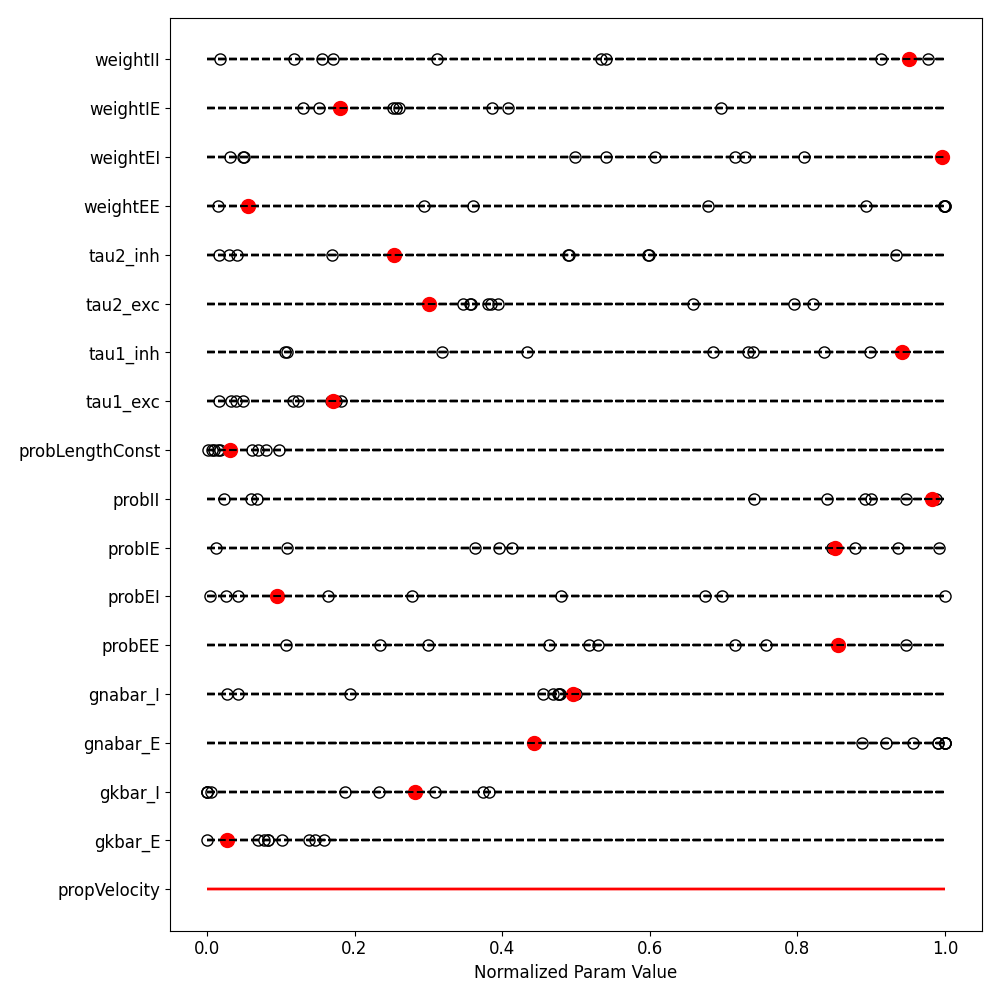 weightII
weightIE
weightEI
weightEE
tau2_inh
tau2_exc
tau1_inh
tau1_exc
probLengthConst
probII
probIE
probEI
probEE
gnabar_I
gnabar_E
gkbar_I
gkbar_E
propVelocity
0.0 0.2 0.4 0.6 0.8 1.0
Normalized Param Value